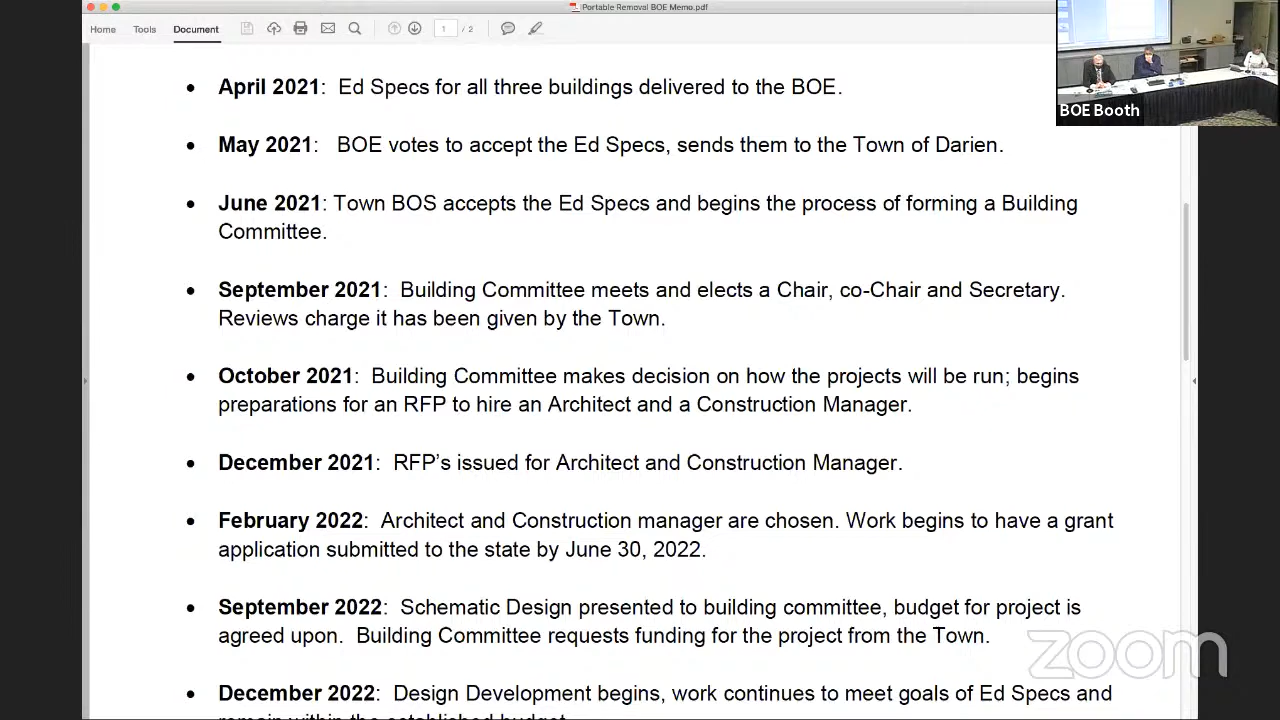 Portable Removal BOE Memo.pdf
Home Tools Document 1 / 2
BOE Booth
• April 2021: Ed Specs for all three buildings delivered to the BOE.
• May 2021: BOE votes to accept the Ed Specs, sends them to the Town of Darien.
• June 2021: Town BOS accepts the Ed Specs and begins the process of forming a Building
Committee.
• September 2021: Building Committee meets and elects a Chair, co-Chair and Secretary.
Reviews charge it has been given by the Town.
• October 2021: Building Committee makes decision on how the projects will be run; begins
preparations for an RFP to hire an Architect and a Construction Manager.
• December 2021: RFP’s issued for Architect and Construction Manager.
• February 2022: Architect and Construction manager are chosen. Work begins to have a grant
application submitted to the state by June 30, 2022.
• September 2022: Schematic Design presented to building committee, budget for project is
agreed upon. Building Committee requests funding for the project from the Town.
zoom
• December 2022: Design Development begins, work continues to meet goals of Ed Specs and
remain within the established budget.